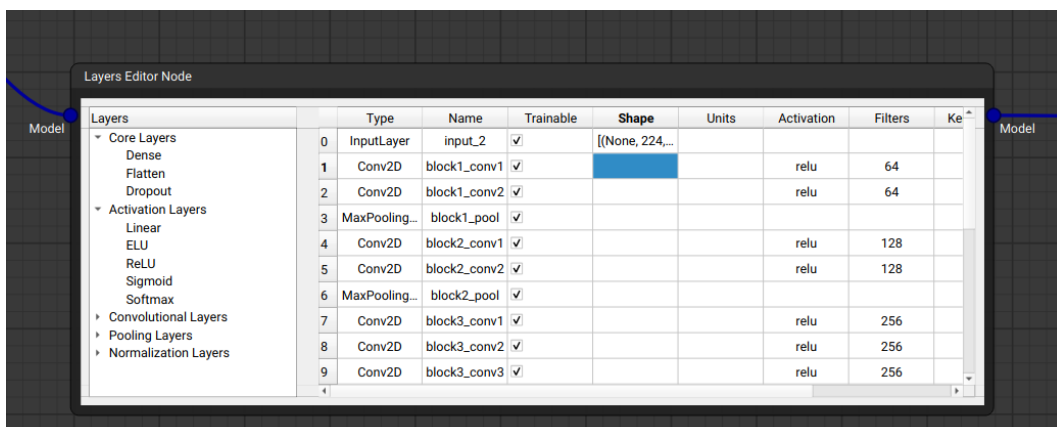 Layers Editor Node
Model
Model
Layers
Core Layers
Dense
Flatten
Dropout
Activation Layers
Linear
ELU
ReLU
Sigmoid
Softmax
Convolutional Layers
Pooling Layers
Normalization Layers
Type Name Trainable Shape Units Activation Filters Ke
0 InputLayer input_2 [(None, 224,...
1 Conv2D block1_conv1 relu 64
2 Conv2D block1_conv2 relu 64
3 MaxPooling... block1_pool
4 Conv2D block2_conv1 relu 128
5 Conv2D block2_conv2 relu 128
6 MaxPooling... block2_pool
7 Conv2D block3_conv1 relu 256
8 Conv2D block3_conv2 relu 256
9 Conv2D block3_conv3 relu 256